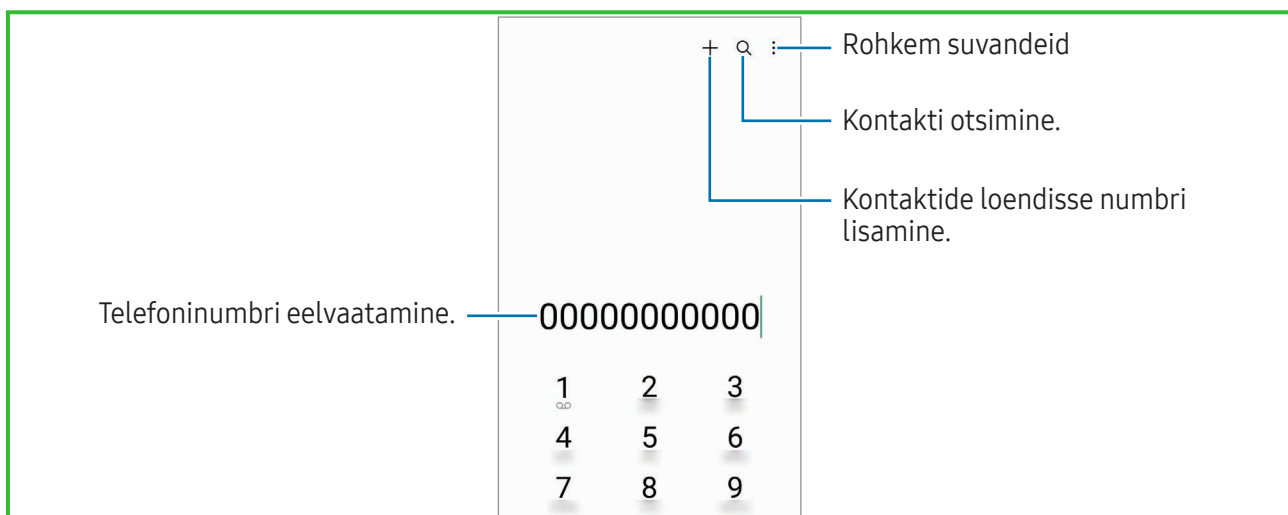 +
Rohkem suvandeid
Kontakti otsimine.
Kontaktide loendisse numbri
lisamine.
Telefoninumbri eelvaatamine.
00000000000
1 2 3
4 5 6
7 8 9